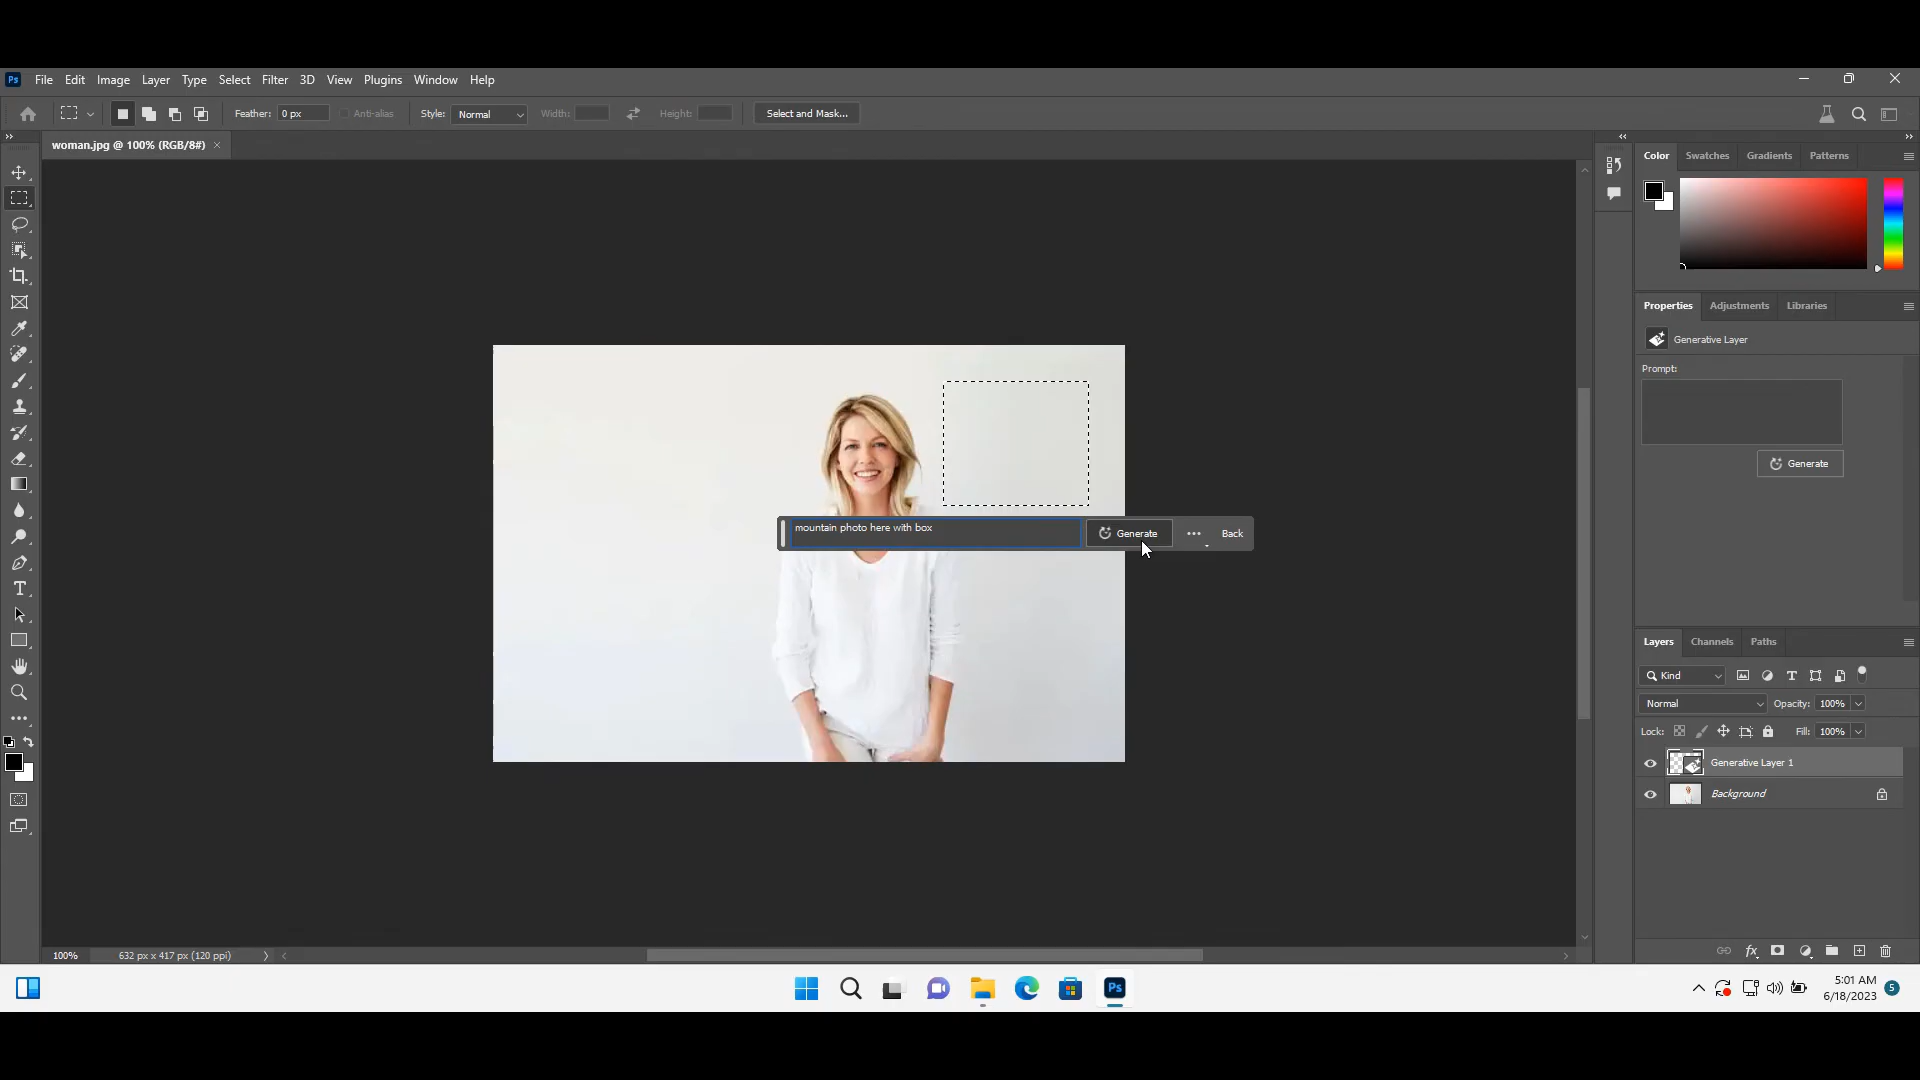 Ps File Edit Image Layer Type Select Filter 3D View Plugins Window Help
Feather: 0 px Anti-alias Style: Normal Width: Height: Select and Mask...
woman.jpg @ 100% (RGB/8#)
Color Swatches Gradients Patterns
Properties Adjustments Libraries
Generative Layer
Prompt:
Generate
mountain photo here with box Generate Back
Layers Channels Paths
Kind
Normal Opacity: 100%
Lock: Fill: 100%
Generative Layer 1
Background
100% 632 px x 417 px (120 ppi)
Ps
5:01 AM
6/18/2023 5